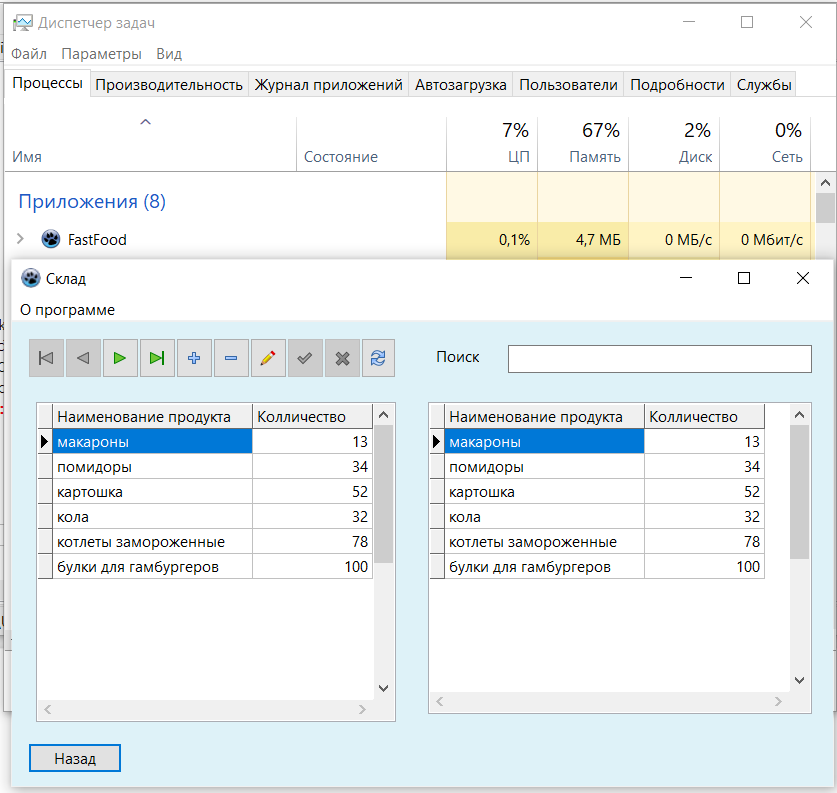 Диспетчер задач
Файл Параметры Вид
Процессы Производительность Журнал приложений Автозагрузка Пользователи Подробности Службы
7% 67% 2% 0%
Имя Состояние ЦП Память Диск Сеть
Приложения (8)
FastFood 0,1% 4,7 МБ 0 МБ/с 0 Мбит/с
Склад
О программе
Поиск
Наименование продукта Колличество Наименование продукта Колличество
макароны 13 макароны 13
помидоры 34 помидоры 34
картошка 52 картошка 52
кола 32 кола 32
котлеты замороженные 78 котлеты замороженные 78
булки для гамбургеров 100 булки для гамбургеров 100
Назад